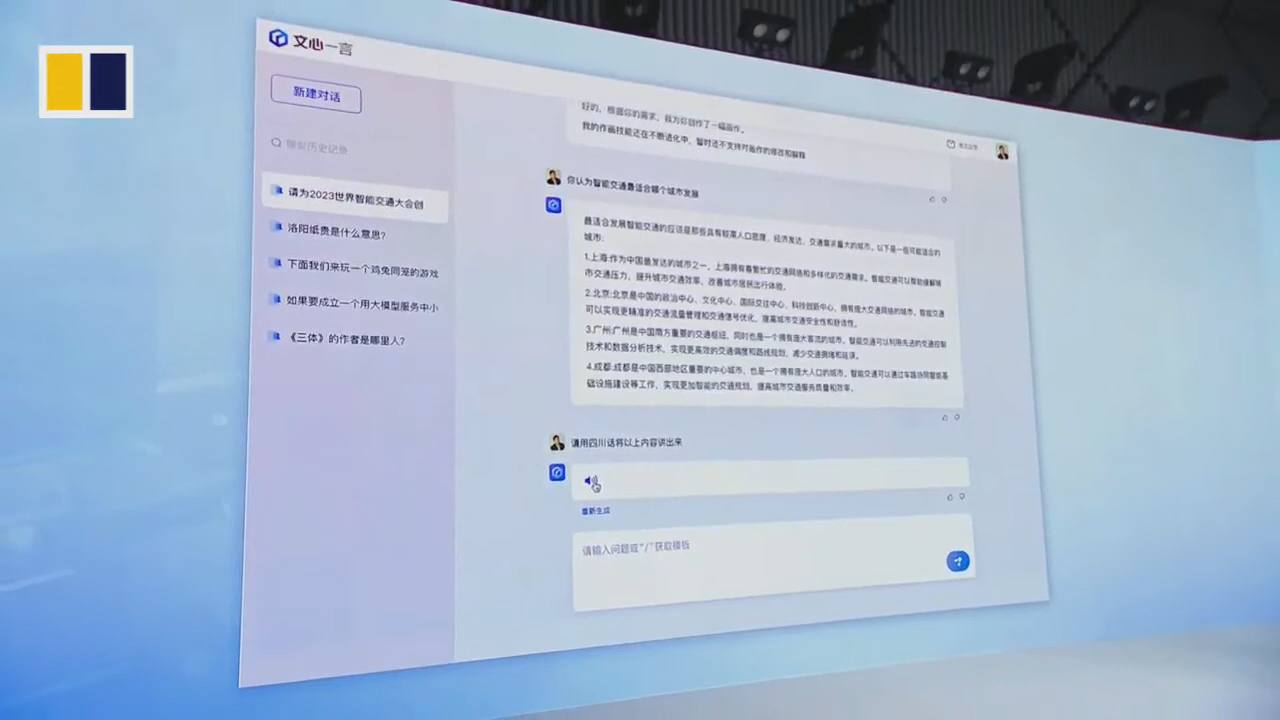 文心一言
新建对话
搜索历史记录
请为2023世界智能交通大会创
洛阳纸贵是什么意思?
下面我们来玩一个鸡兔同笼的游戏
如果要成立一个用大模型服务中小
《三体》的作者是哪里人?
好的，根据你的需求，我为你创作了一幅画作。
我的作画技能还在不断进化中，暂时还不支持对画作的修改和解释
你认为智能交通最适合哪个城市发展
最适合发展智能交通的应该是那些具有较高人口密度、经济发达、交通需求量大的城市。以下是一些可能适合的
城市:
1.上海:作为中国最发达的城市之一，上海拥有着繁忙的交通网络和多样化的交通需求。智能交通可以帮助缓解城
市交通压力，提升城市交通效率，改善城市居民出行体验。
2.北京:北京是中国的政治中心、文化中心、国际交往中心、科技创新中心，拥有庞大交通网络的城市。智能交通
可以实现更精准的交通流量管理和交通信号优化，提高城市交通安全性和舒适性。
3.广州:广州是中国南方重要的交通枢纽，同时也是一个拥有庞大客流的城市。智能交通可以利用先进的交通控制
技术和数据分析技术，实现更高效的交通调度和路线规划，减少交通拥堵和延误。
4.成都:成都是中国西部地区重要的中心城市，也是一个拥有庞大人口的城市。智能交通可以通过车路协同智能基
础设施建设等工作，实现更加智能的交通规划，提高城市交通服务质量和效率。
请用四川话将以上内容讲出来
重新生成
请输入问题或"/"获取模板